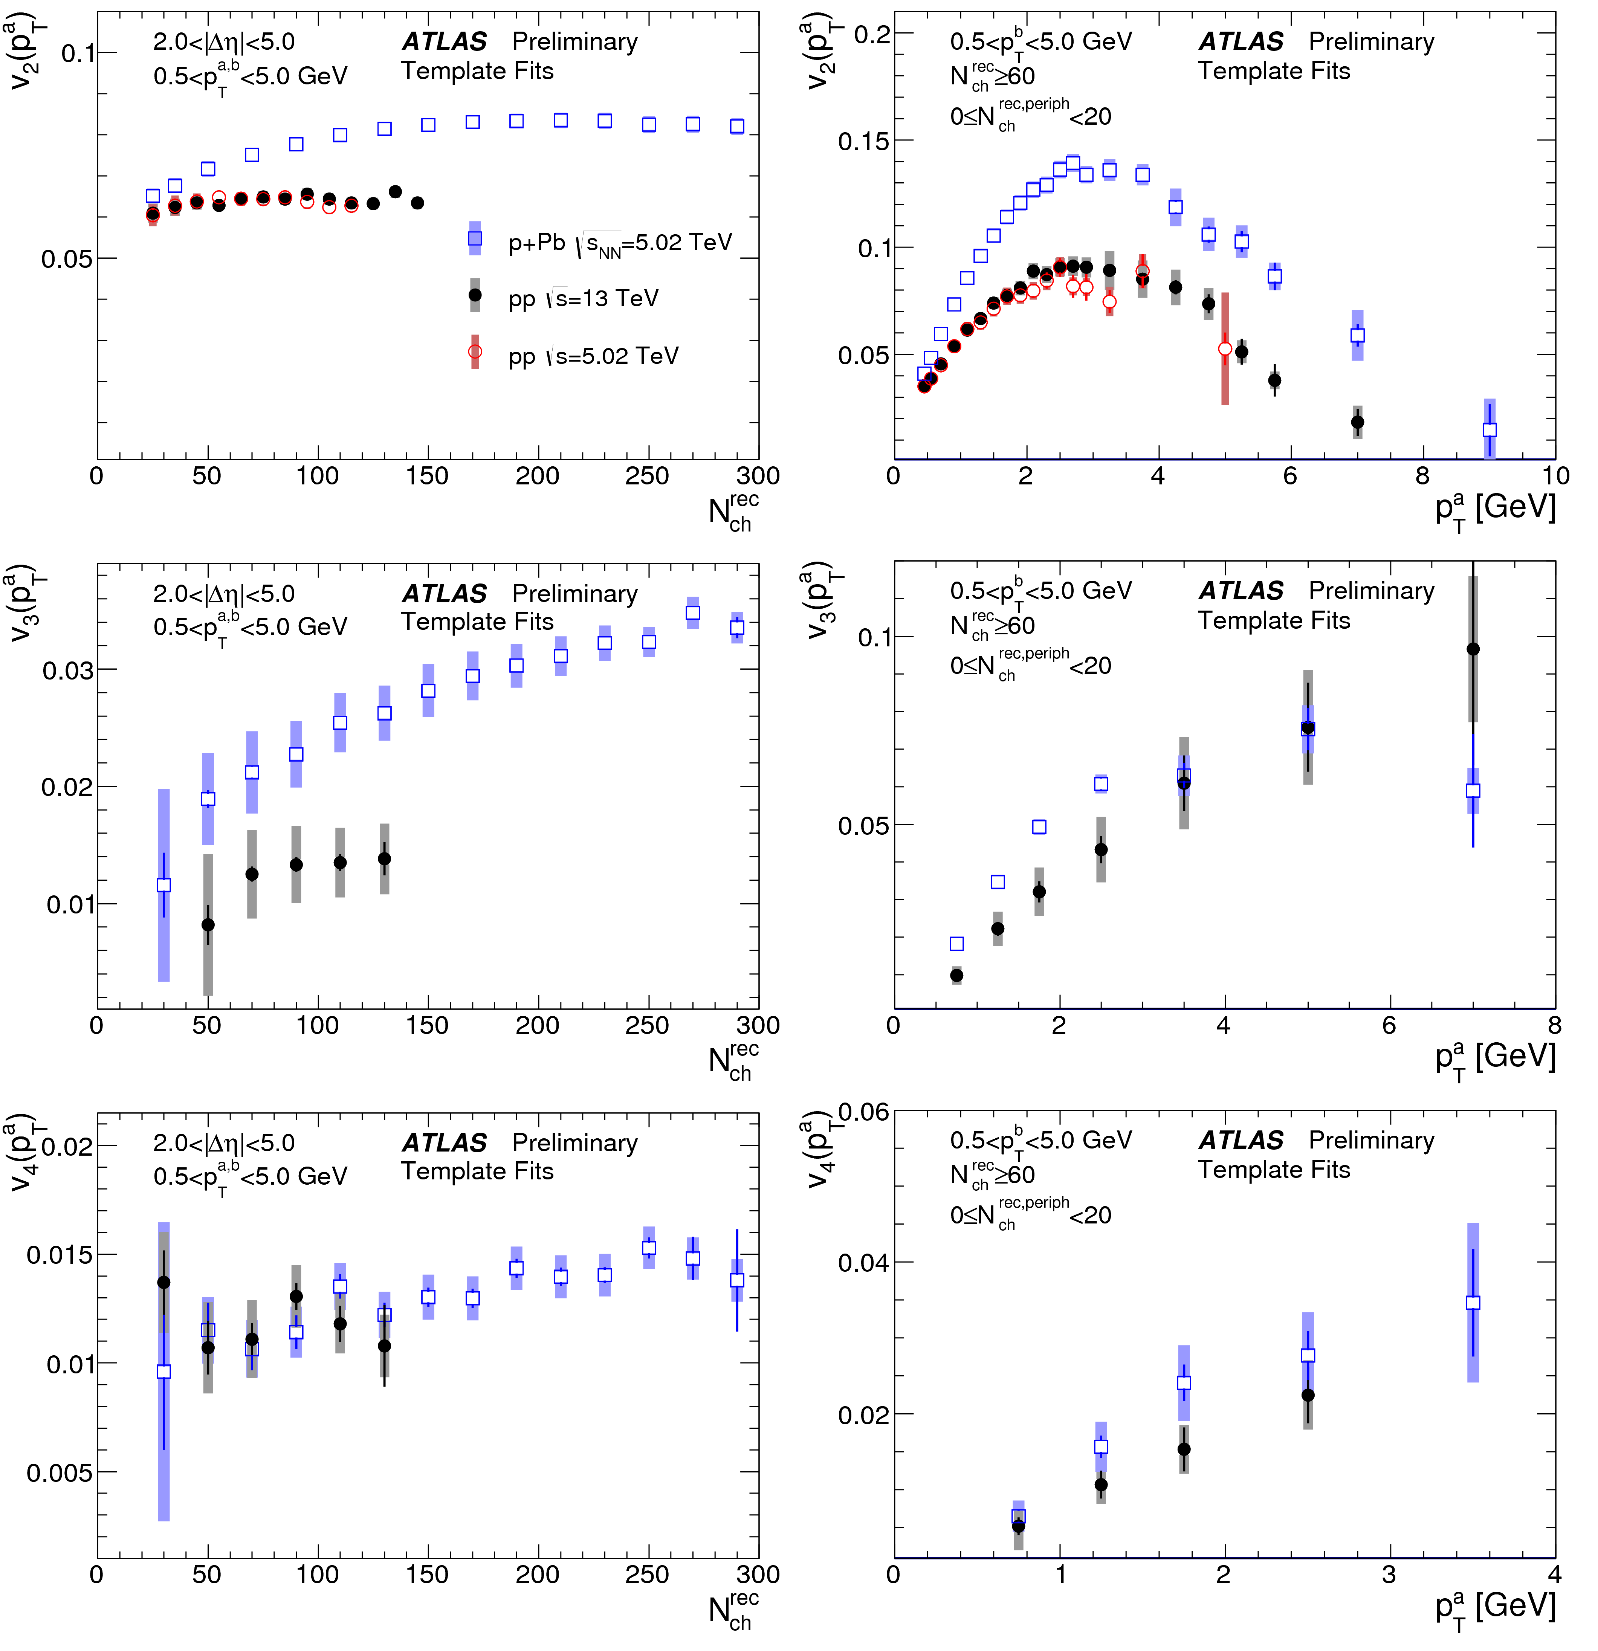 v₂(pᵀᵃ) 0.1 0.05
2.0<|Δη|<5.0 ATLAS Preliminary
0.5<pᵀᵃ,ᵇ<5.0 GeV Template Fits
p+Pb √sNN=5.02 TeV
pp √s=13 TeV
pp √s=5.02 TeV
0 50 100 150 200 250 300
N_ch^rec
v₂(p_T^a) 0.2 0.15 0.1 0.05
0.5<p_T^b<5.0 GeV ATLAS Preliminary
N_ch^rec≥60 Template Fits
0≤N_ch^rec,periph<20
0 2 4 6 8 10
p_T^a [GeV]
v₃(p_T^a) 0.03 0.02 0.01
2.0<|Δη|<5.0 ATLAS Preliminary
0.5<p_T^a,b<5.0 GeV Template Fits
0 50 100 150 200 250 300
N_ch^rec
v₃(p_T^a) 0.1 0.05
0.5<p_T^b<5.0 GeV ATLAS Preliminary
N_ch^rec≥60 Template Fits
0≤N_ch^rec,periph<20
0 2 4 6 8
p_T^a [GeV]
v₄(p_T^a) 0.02 0.015 0.01 0.005
2.0<|Δη|<5.0 ATLAS Preliminary
0.5<p_T^a,b<5.0 GeV Template Fits
0 50 100 150 200 250 300
N_ch^rec
v₄(p_T^a) 0.06 0.04 0.02
0.5<p_T^b<5.0 GeV ATLAS Preliminary
N_ch^rec≥60 Template Fits
0≤N_ch^rec,periph<20
0 1 2 3 4
p_T^a [GeV]